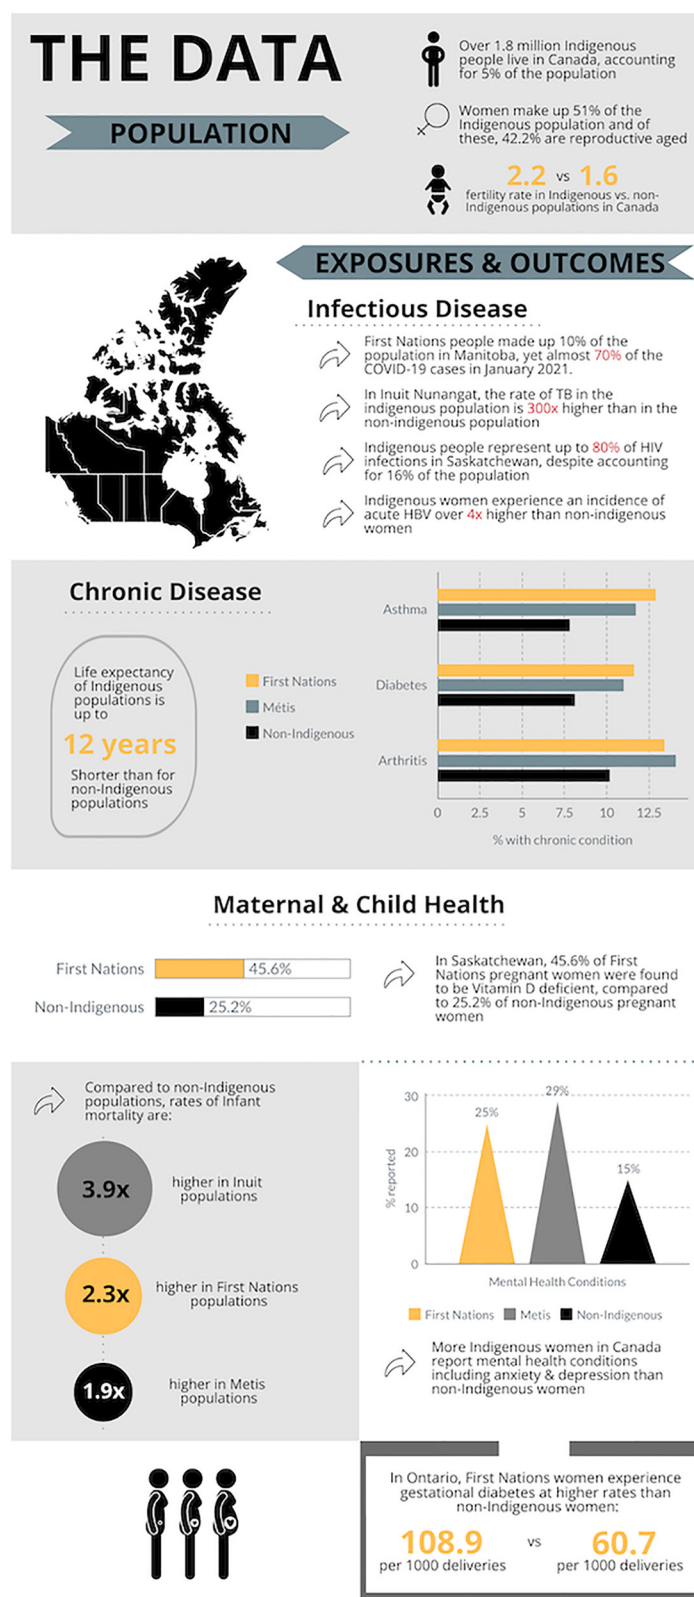 THE DATA
POPULATION
Over 1.8 million Indigenous
people live in Canada, accounting
for 5% of the population
Women make up 51% of the
Indigenous population and of
these, 42.2% are reproductive aged
2.2 vs 1.6
fertility rate in Indigenous vs. non-
Indigenous populations in Canada
EXPOSURES & OUTCOMES
Infectious Disease
First Nations people made up 10% of the
population in Manitoba, yet almost 70% of the
COVID-19 cases in January 2021.
In Inuit Nunangat, the rate of TB in the
indigenous population is 300x higher than in the
non-indigenous population
Indigenous people represent up to 80% of HIV
infections in Saskatchewan, despite accounting
for 16% of the population
Indigenous women experience an incidence of
acute HBV over 4x higher than non-indigenous
women
Chronic Disease
Life expectancy
of Indigenous
populations is
up to
12 years
Shorter than for
non-Indigenous
populations
First Nations
Métis
Non-Indigenous
Asthma
Diabetes
Arthritis
0 2.5 5 7.5 10 12.5
% with chronic condition
Maternal & Child Health
First Nations 45.6%
Non-Indigenous 25.2%
In Saskatchewan, 45.6% of First
Nations pregnant women were found
to be Vitamin D deficient, compared
to 25.2% of non-Indigenous pregnant
women
Compared to non-Indigenous
populations, rates of Infant
mortality are:
3.9x
higher in Inuit
populations
2.3x
higher in First Nations
populations
1.9x
higher in Metis
populations
30
20
10
0
% reported
25%
29%
15%
Mental Health Conditions
First Nations Metis Non-Indigenous
More Indigenous women in Canada
report mental health conditions
including anxiety & depression than
non-Indigenous women
In Ontario, First Nations women experience
gestational diabetes at higher rates than
non-Indigenous women:
108.9 vs 60.7
per 1000 deliveries per 1000 deliveries